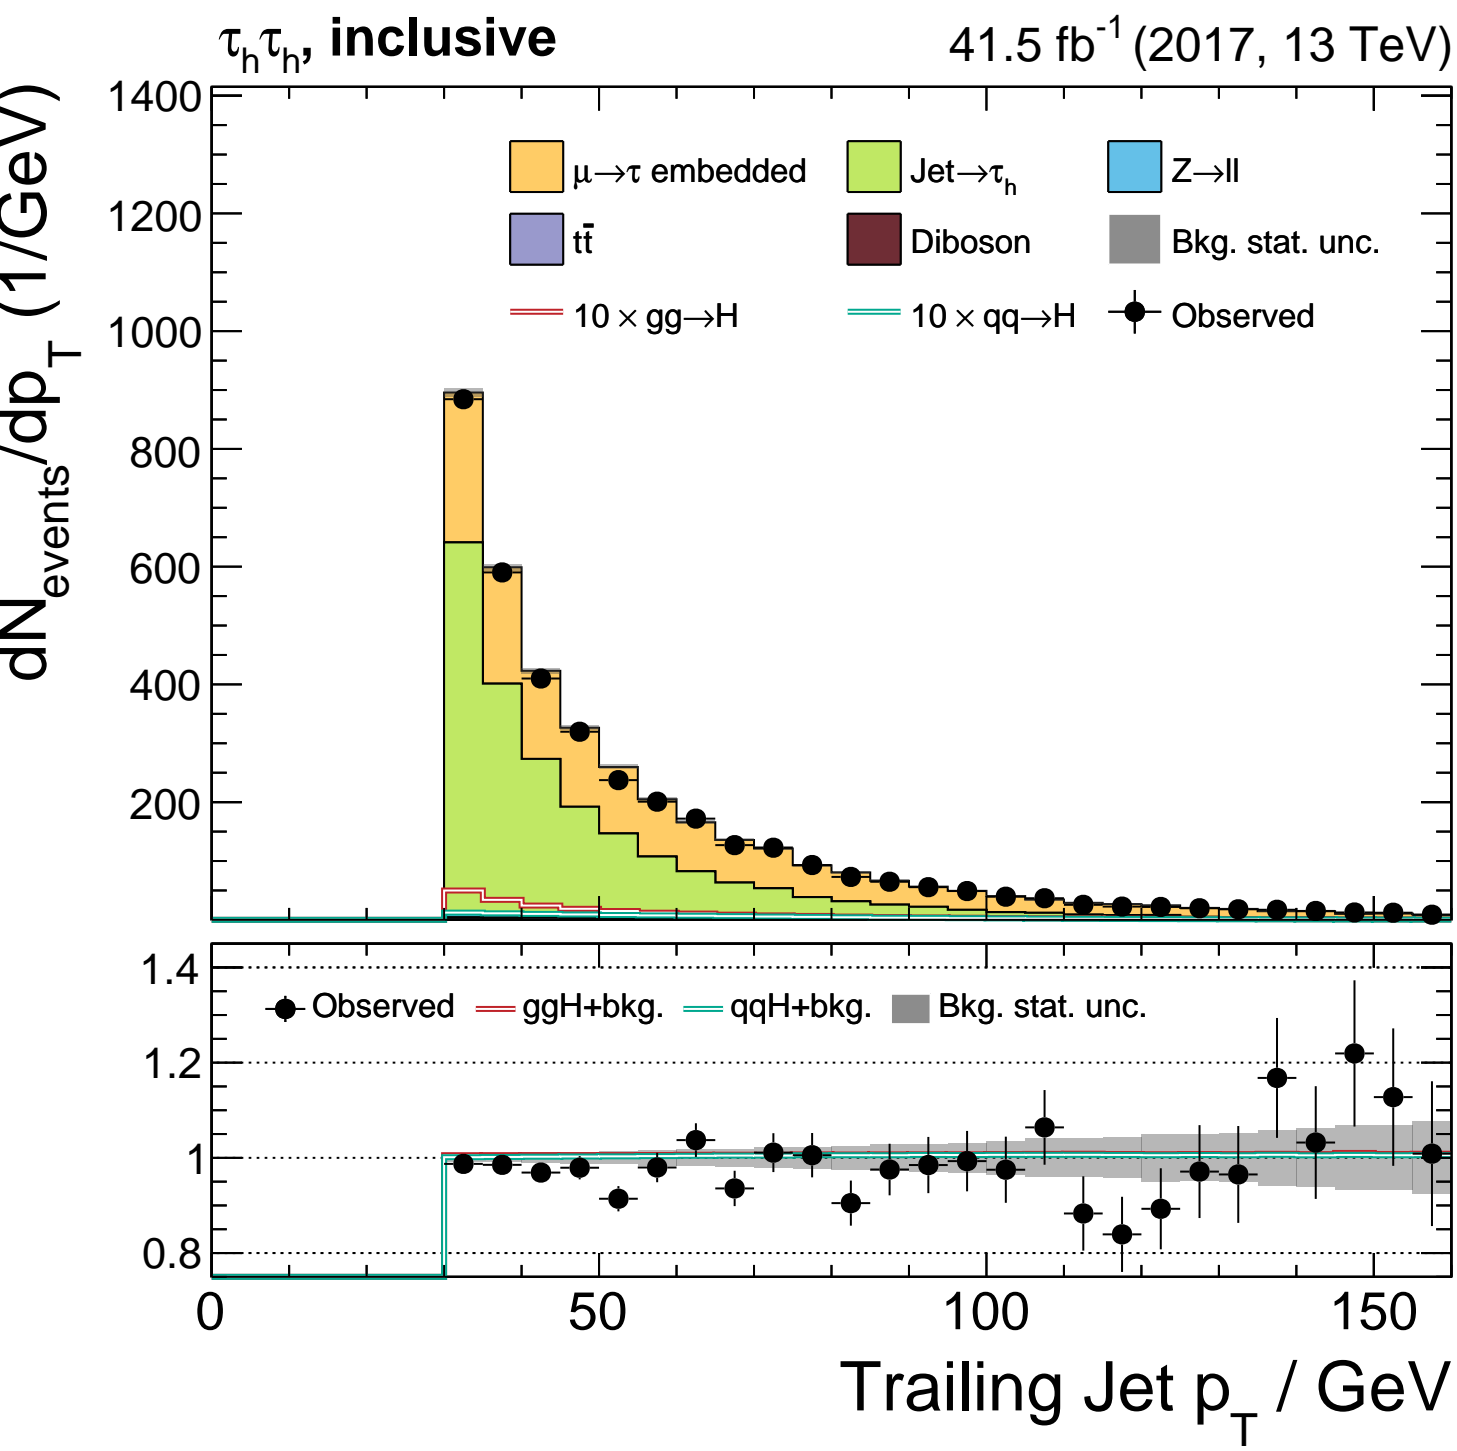 τhτh, inclusive
41.5 fb-1 (2017, 13 TeV)
dNevents/dpT (1/GeV)
1400
1200
1000
800
600
400
200
μ→τ embedded
Jet→τh
Z→ll
tt̄
Diboson
Bkg. stat. unc.
10 × gg→H
10 × qq→H
Observed
1.4
1.2
1
0.8
Observed
ggH+bkg.
qqH+bkg.
Bkg. stat. unc.
0
50
100
150
Trailing Jet pT / GeV